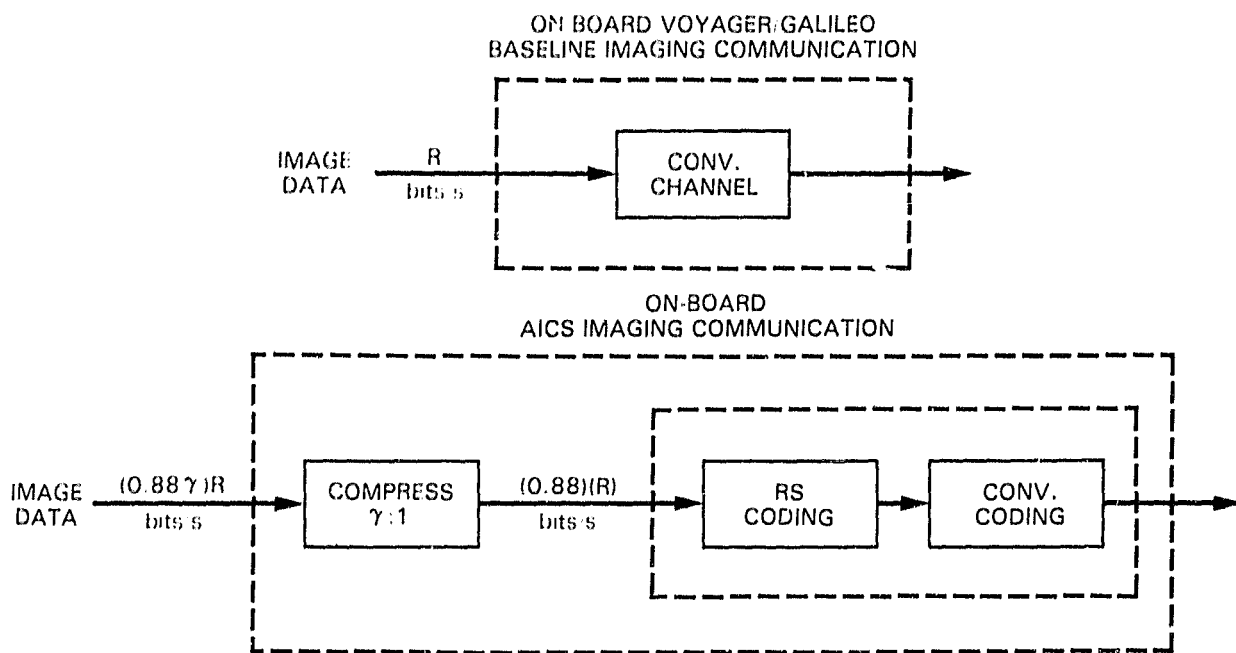 ON BOARD VOYAGER/GALILEO
BASELINE IMAGING COMMUNICATION
IMAGE
DATA
R
bits/s
CONV.
CHANNEL
ON-BOARD
AICS IMAGING COMMUNICATION
IMAGE
DATA
(0.88 γ)R
bits/s
COMPRESS
γ:1
(0.88)(R)
bits/s
RS
CODING
CONV.
CODING